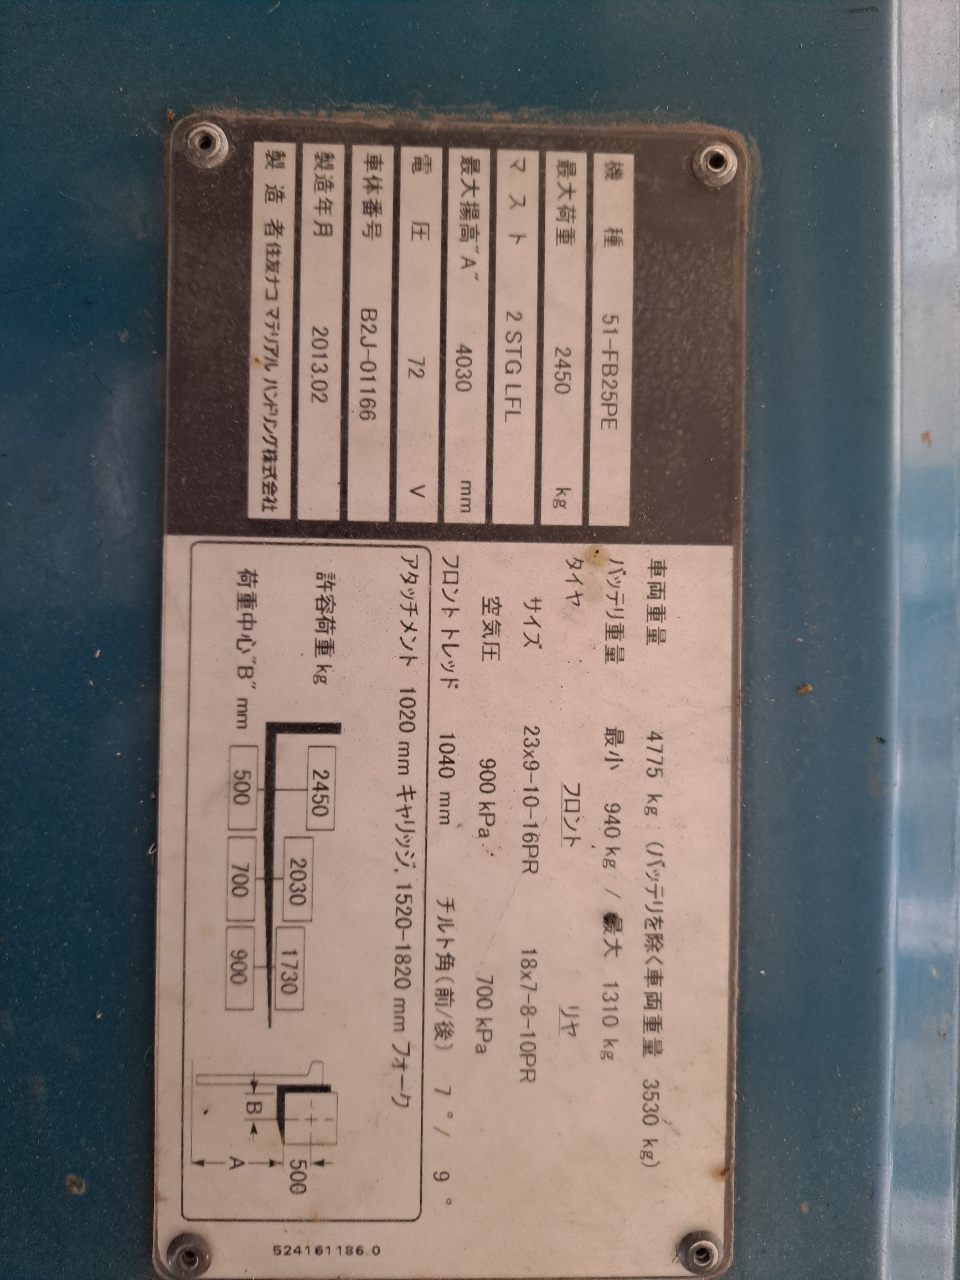 機 種 51-FB25PE
最大荷重 2450 kg
マ ス ト 2 STG LFL
最大揚高"A" 4030 mm
電 圧 72 V
車体番号 B2J-01166
製造年月 2013.02
製 造 者 住友ナコ マテリアル ハンドリング株式会社
車両重量 4775 kg : (バッテリを除く車両重量 3530 kg)
バッテリ重量 最小 940 kg / 最大 1310 kg
タイヤ フロント リヤ
サイズ 23x9-10-16PR 18x7-8-10PR
空気圧 900 kPa 700 kPa
フロント トレッド 1040 mm チルト角(前/後) 7 °/ 9 °
アタッチメント 1020 mm キャリッジ, 1520-1820 mm フォーク
許容荷重 kg 2450 2030 1730
荷重中心"B" mm 500 700 900
500
B
A
524161186.0